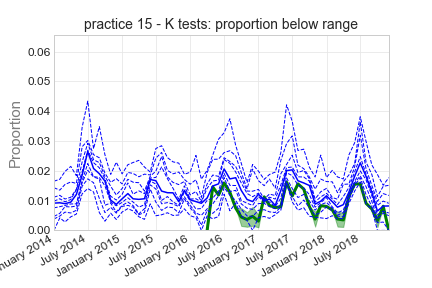 practice 15 - K tests: proportion below range
Proportion
0.06
0.05
0.04
0.03
0.02
0.01
0.00
nuary 2014
July 2014
January 2015
July 2015
January 2016
July 2016
January 2017
July 2017
January 2018
July 2018